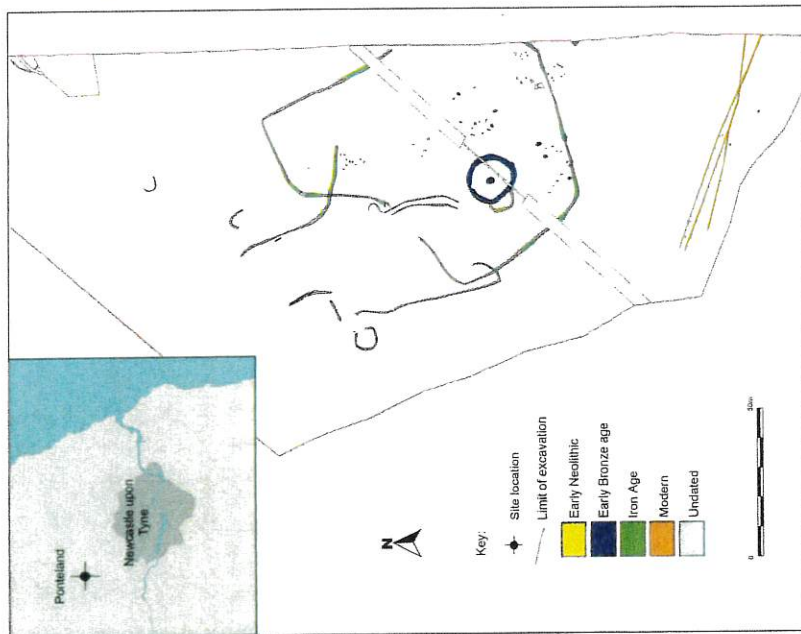 Ponteland
Newcastle upon
Tyne
N
Key:
Site location
Limit of excavation
Early Neolithic
Early Bronze age
Iron Age
Modern
Undated
0